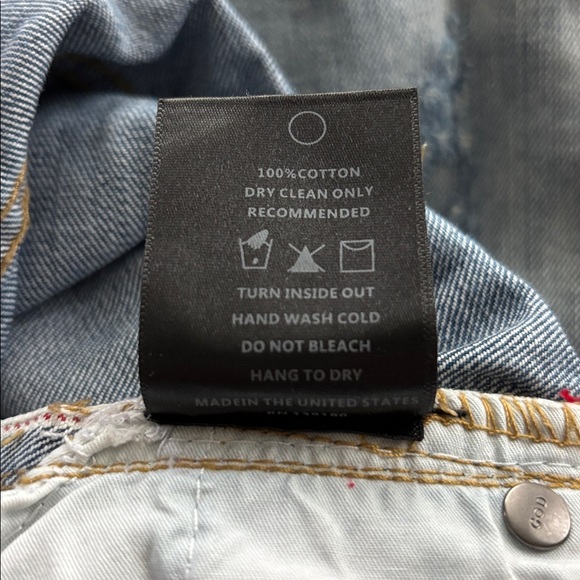 100%COTTON
DRY CLEAN ONLY
RECOMMENDED
TURN INSIDE OUT
HAND WASH COLD
DO NOT BLEACH
HANG TO DRY
MADEIN THE UNITED STATES